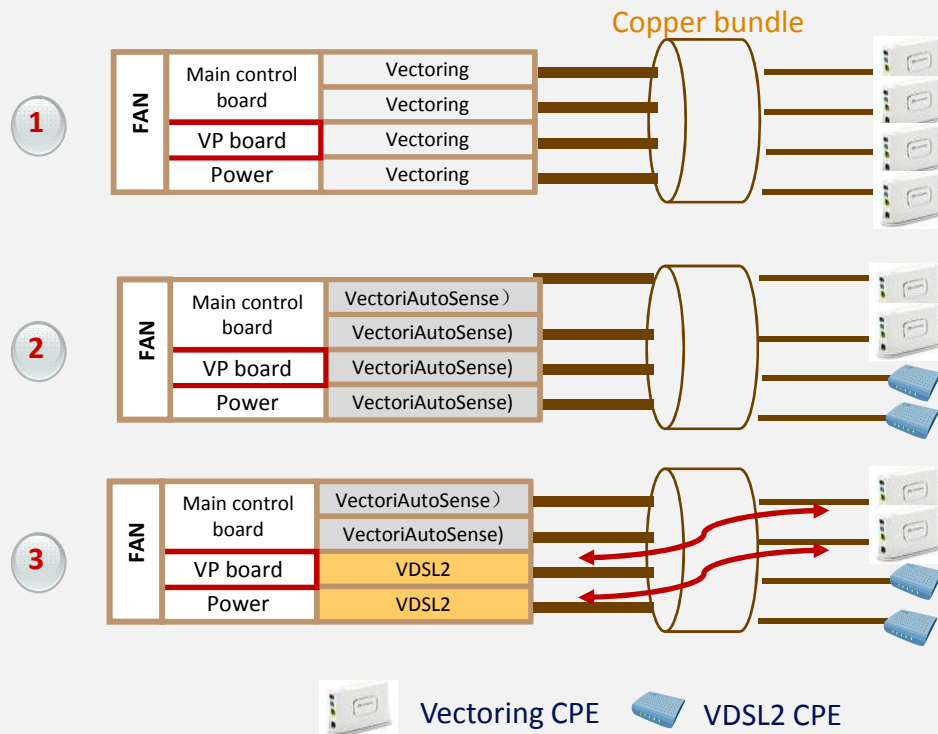 Copper bundle
1
FAN
Main control
board
VP board
Power
Vectoring
Vectoring
Vectoring
Vectoring
2
FAN
Main control
board
VP board
Power
VectoriAutoSense）
VectoriAutoSense)
VectoriAutoSense)
VectoriAutoSense)
3
FAN
Main control
board
VP board
Power
VectoriAutoSense）
VectoriAutoSense)
VDSL2
VDSL2
Vectoring CPE
VDSL2 CPE